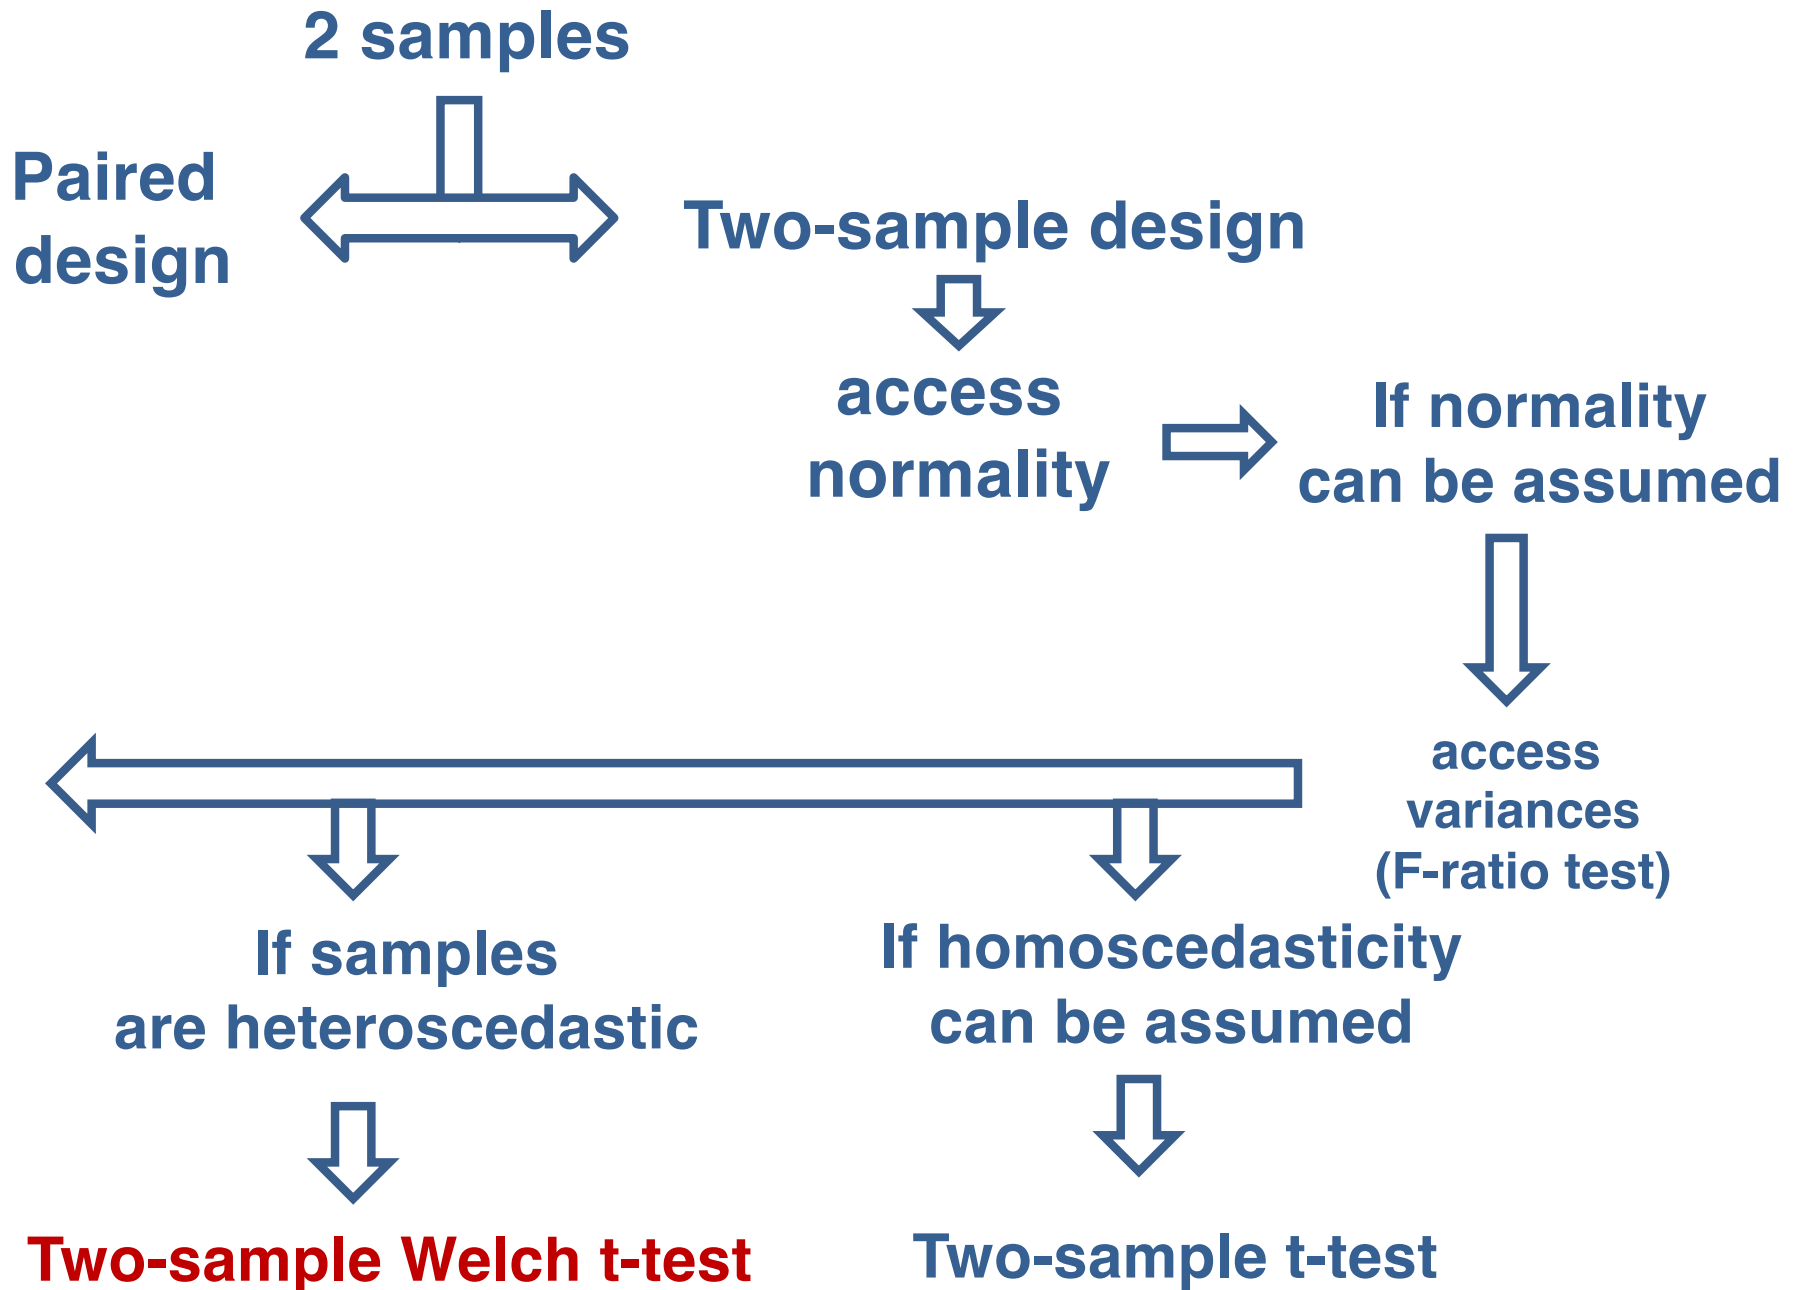 2 samples
Paired
design
Two-sample design
access
normality
If normality
can be assumed
access
variances
(F-ratio test)
If samples
are heteroscedastic
If homoscedasticity
can be assumed
Two-sample Welch t-test
Two-sample t-test